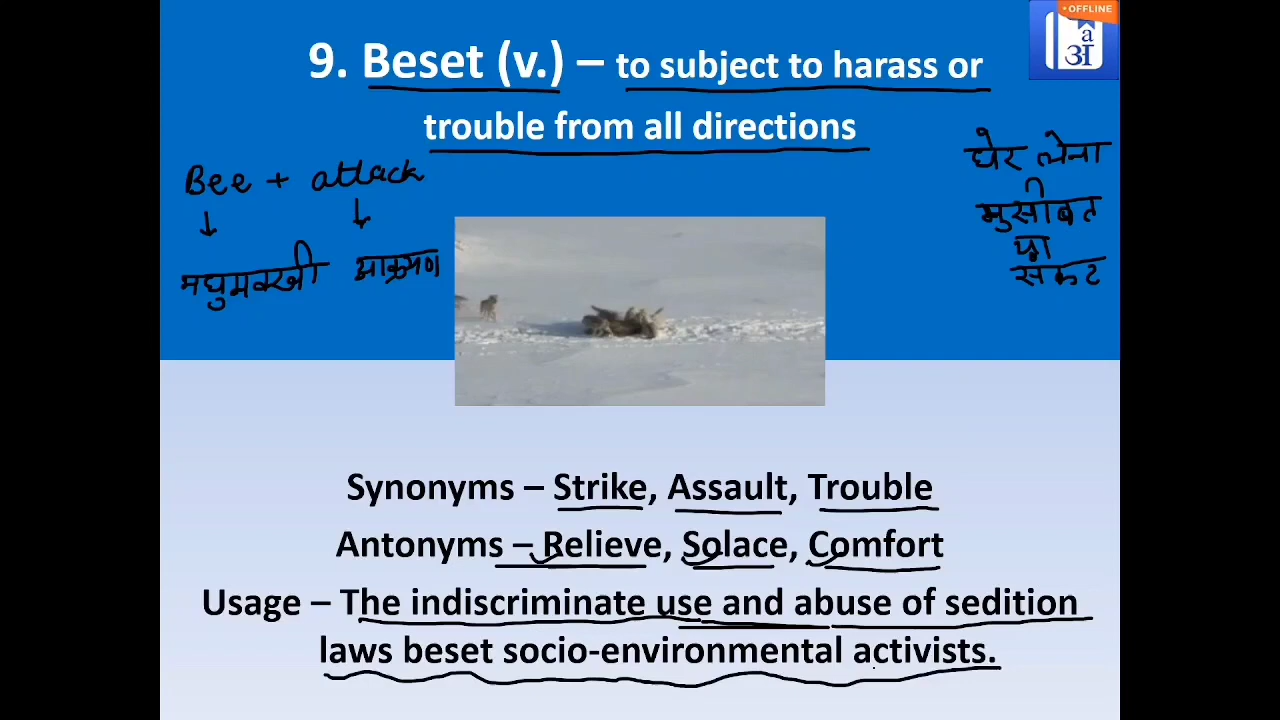 OFFLINE
a
अ
9. Beset (v.) – to subject to harass or
trouble from all directions
Bee + attack
↓ ↓
मधुमक्खी आक्रमण
घेर लेना
मुसीबत
या
संकट
Synonyms – Strike, Assault, Trouble
Antonyms – Relieve, Solace, Comfort
Usage – The indiscriminate use and abuse of sedition
laws beset socio-environmental activists.